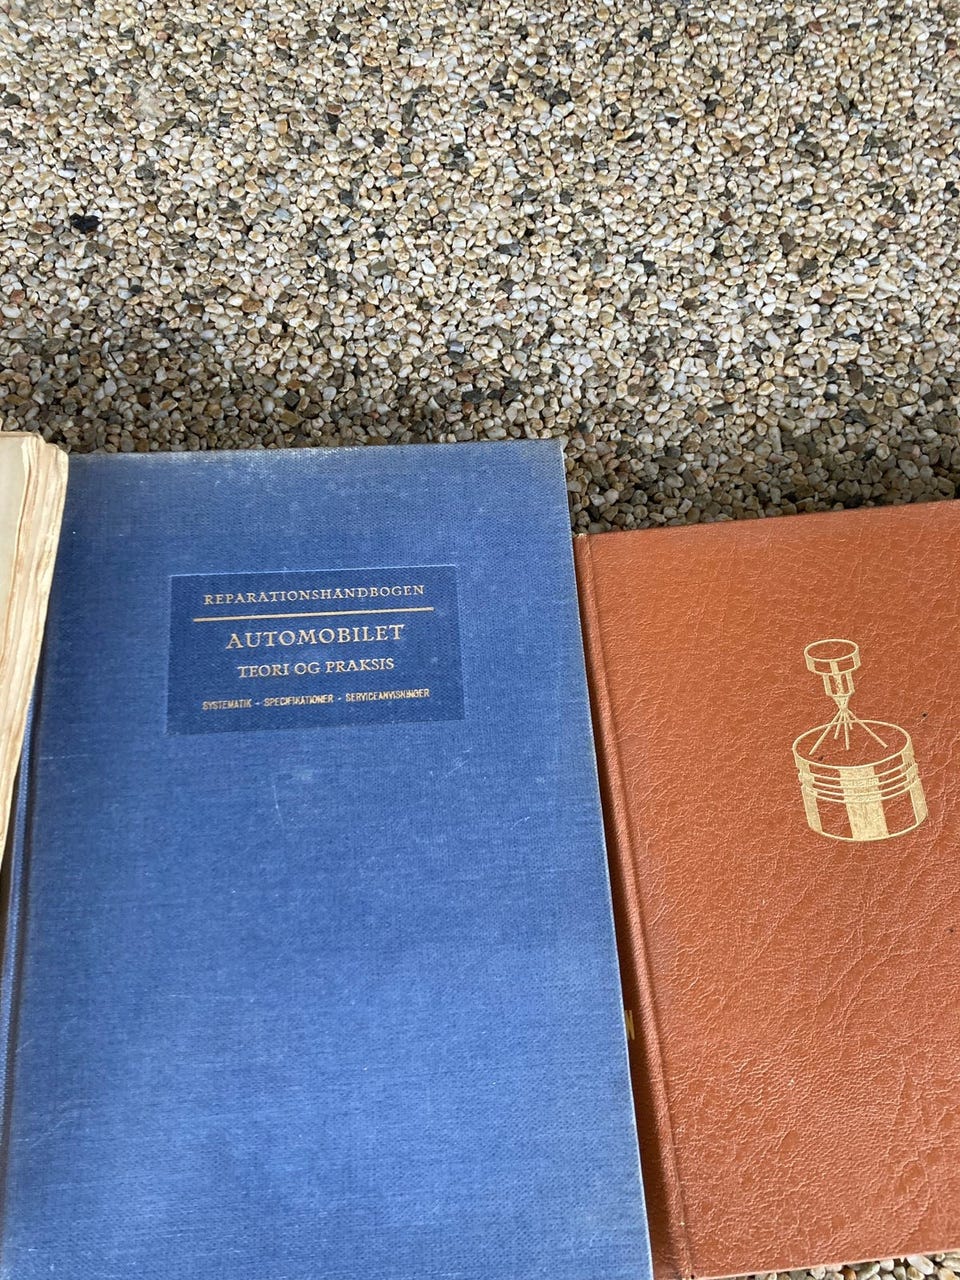 REPARATIONSHÅNDBOGEN
AUTOMOBILET
TEORI OG PRAKSIS
SYSTEMATIK - SPECIFIKATIONER - SERVICEANVISNINGER